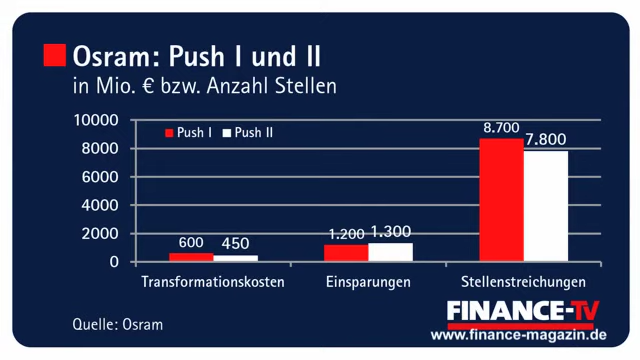 Osram: Push I und II
in Mio. € bzw. Anzahl Stellen
10000
8000
6000
4000
2000
0
Push I Push II
600 450
1.200 1.300
8.700 7.800
Transformationskosten Einsparungen Stellenstreichungen
Quelle: Osram
FINANCE-TV
www.finance-magazin.de